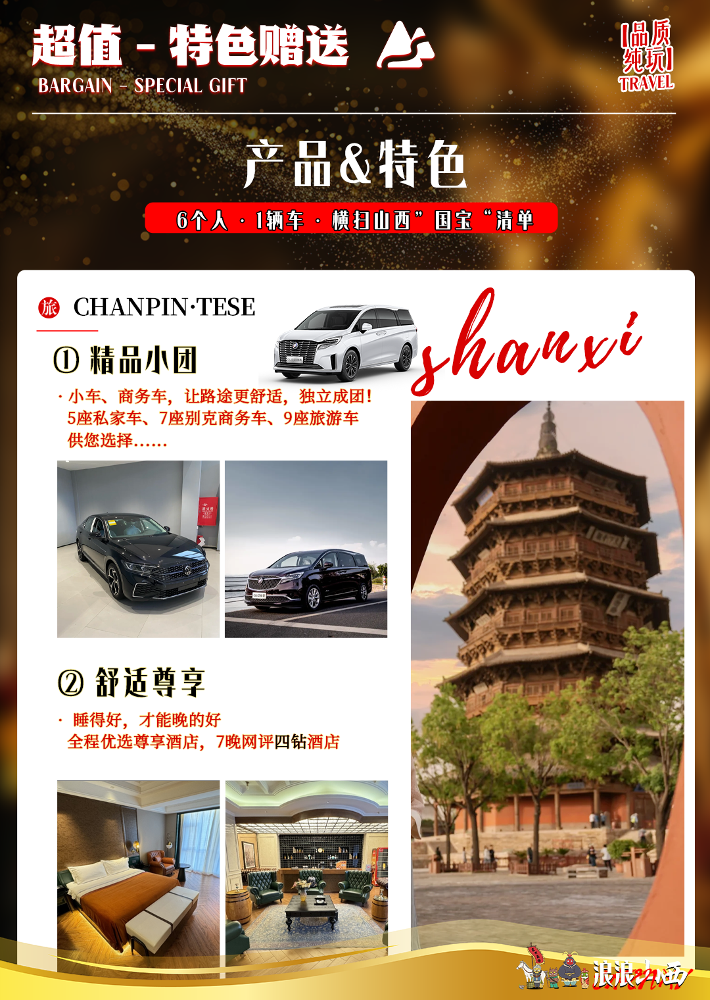 超值 - 特色赠送
BARGAIN - SPECIAL GIFT
品质
纯玩
TRAVEL
产品&特色
6个人 · 1辆车 · 横扫山西”国宝“清单
旅 CHANPIN·TESE
shanxi
① 精品小团
· 小车、商务车，让路途更舒适，独立成团！
5座私家车、7座别克商务车、9座旅游车
供您选择……
② 舒适尊享
· 睡得好，才能晚的好
全程优选尊享酒店，7晚网评四钻酒店
浪浪山西